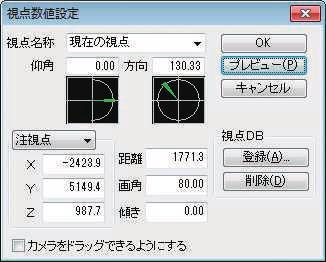 視点数値設定
視点名称 現在の視点 OK
仰角 0.00 方向 130.33 プレビュー(P)
キャンセル
注視点 視点DB
X -2423.9 距離 1771.3 登録(A)...
Y 5149.4 画角 80.00 削除(D)
Z 987.7 傾き 0.00
カメラをドラッグできるようにする